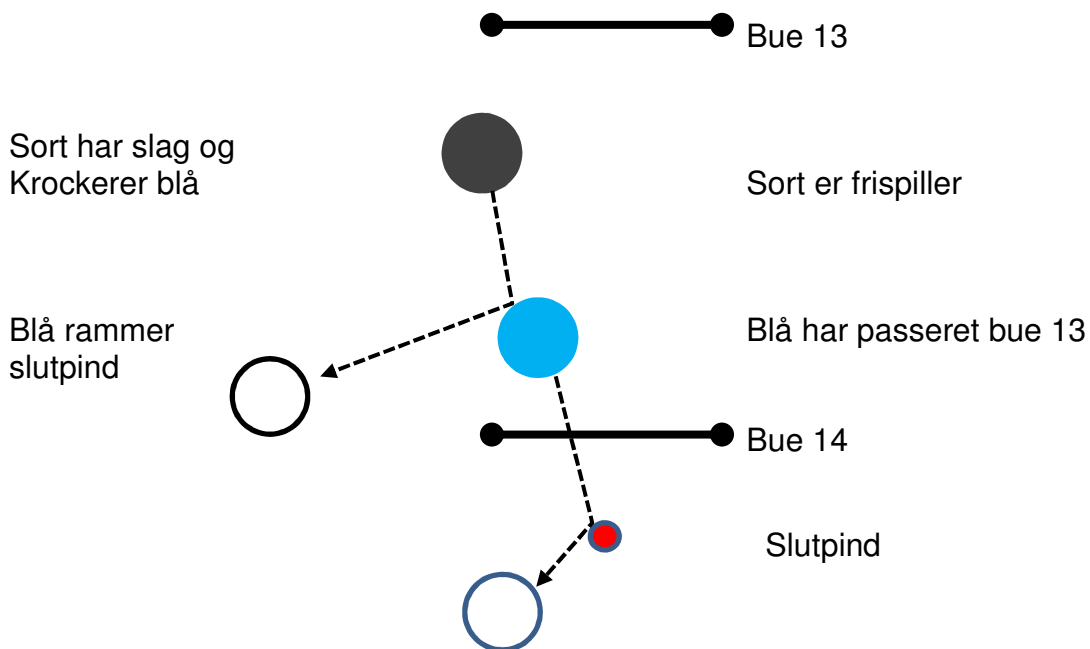 Bue 13
Sort har slag og
Krockerer blå
Sort er frispiller
Blå rammer
slutpind
Blå har passeret bue 13
Bue 14
Slutpind